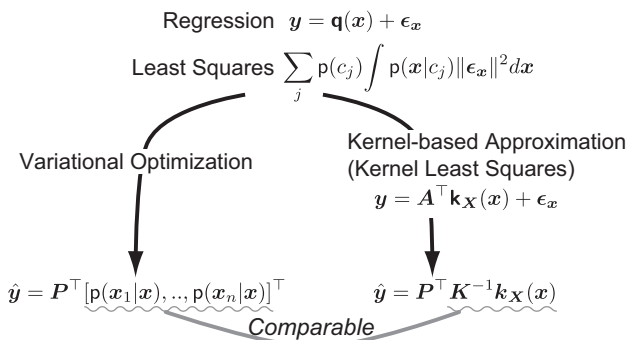 Regression y = q(x) + ϵ_x
Least Squares ∑_j p(c_j) ∫ p(x|c_j)‖ϵ_x‖² dx
Variational Optimization
Kernel-based Approximation
(Kernel Least Squares)
y = A^⊤ k_X(x) + ϵ_x
ŷ = P^⊤[p(x_1|x), .., p(x_n|x)]^⊤
ŷ = P^⊤ K^{-1} k_X(x)
Comparable